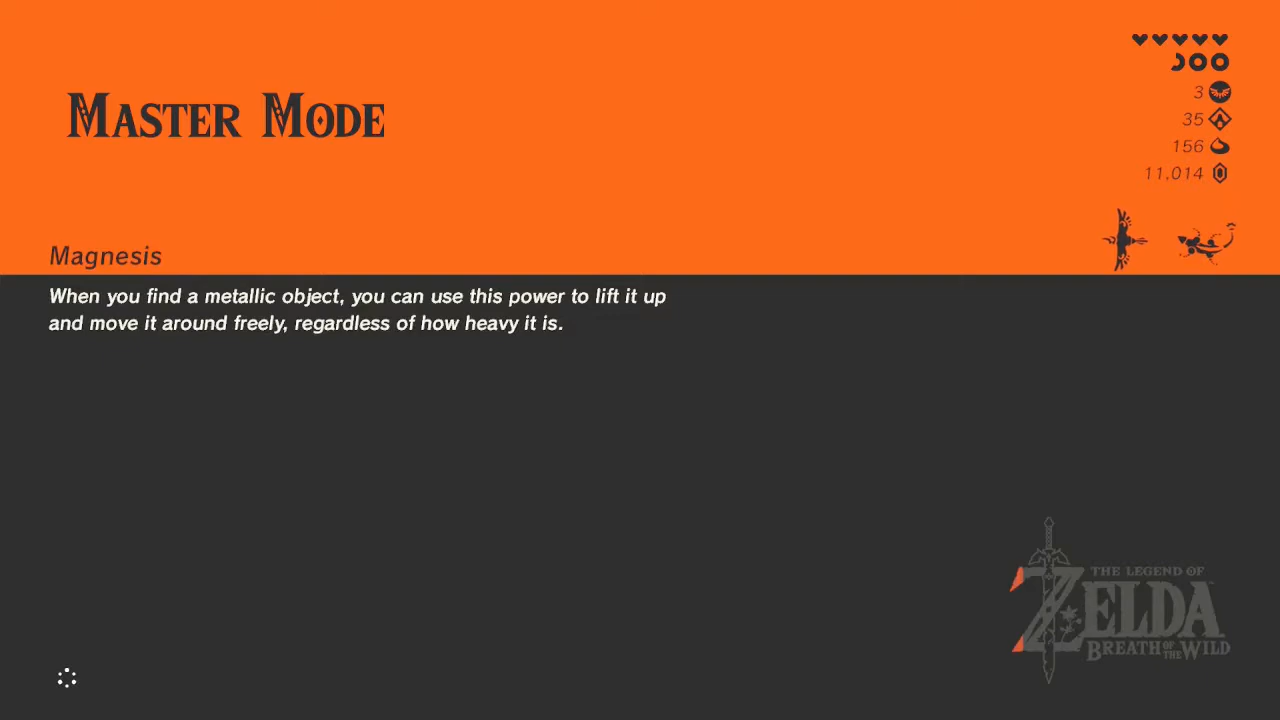 MASTER MODE
3
35
156
11,014
Magnesis
When you find a metallic object, you can use this power to lift it up
and move it around freely, regardless of how heavy it is.
THE LEGEND OF
ZELDA
BREATH OF THE WILD